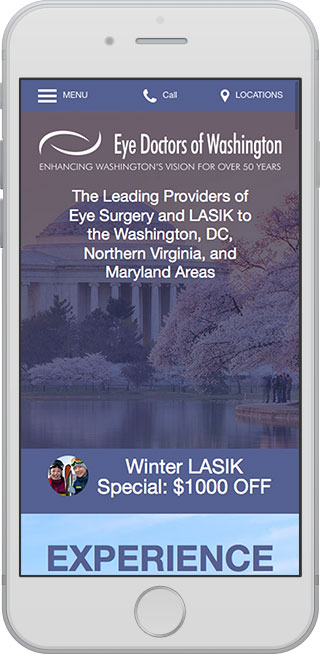 MENU Call LOCATIONS
Eye Doctors of Washington
ENHANCING WASHINGTON'S VISION FOR OVER 50 YEARS
The Leading Providers of
Eye Surgery and LASIK to
the Washington, DC,
Northern Virginia, and
Maryland Areas
Winter LASIK
Special: $1000 OFF
EXPERIENCE